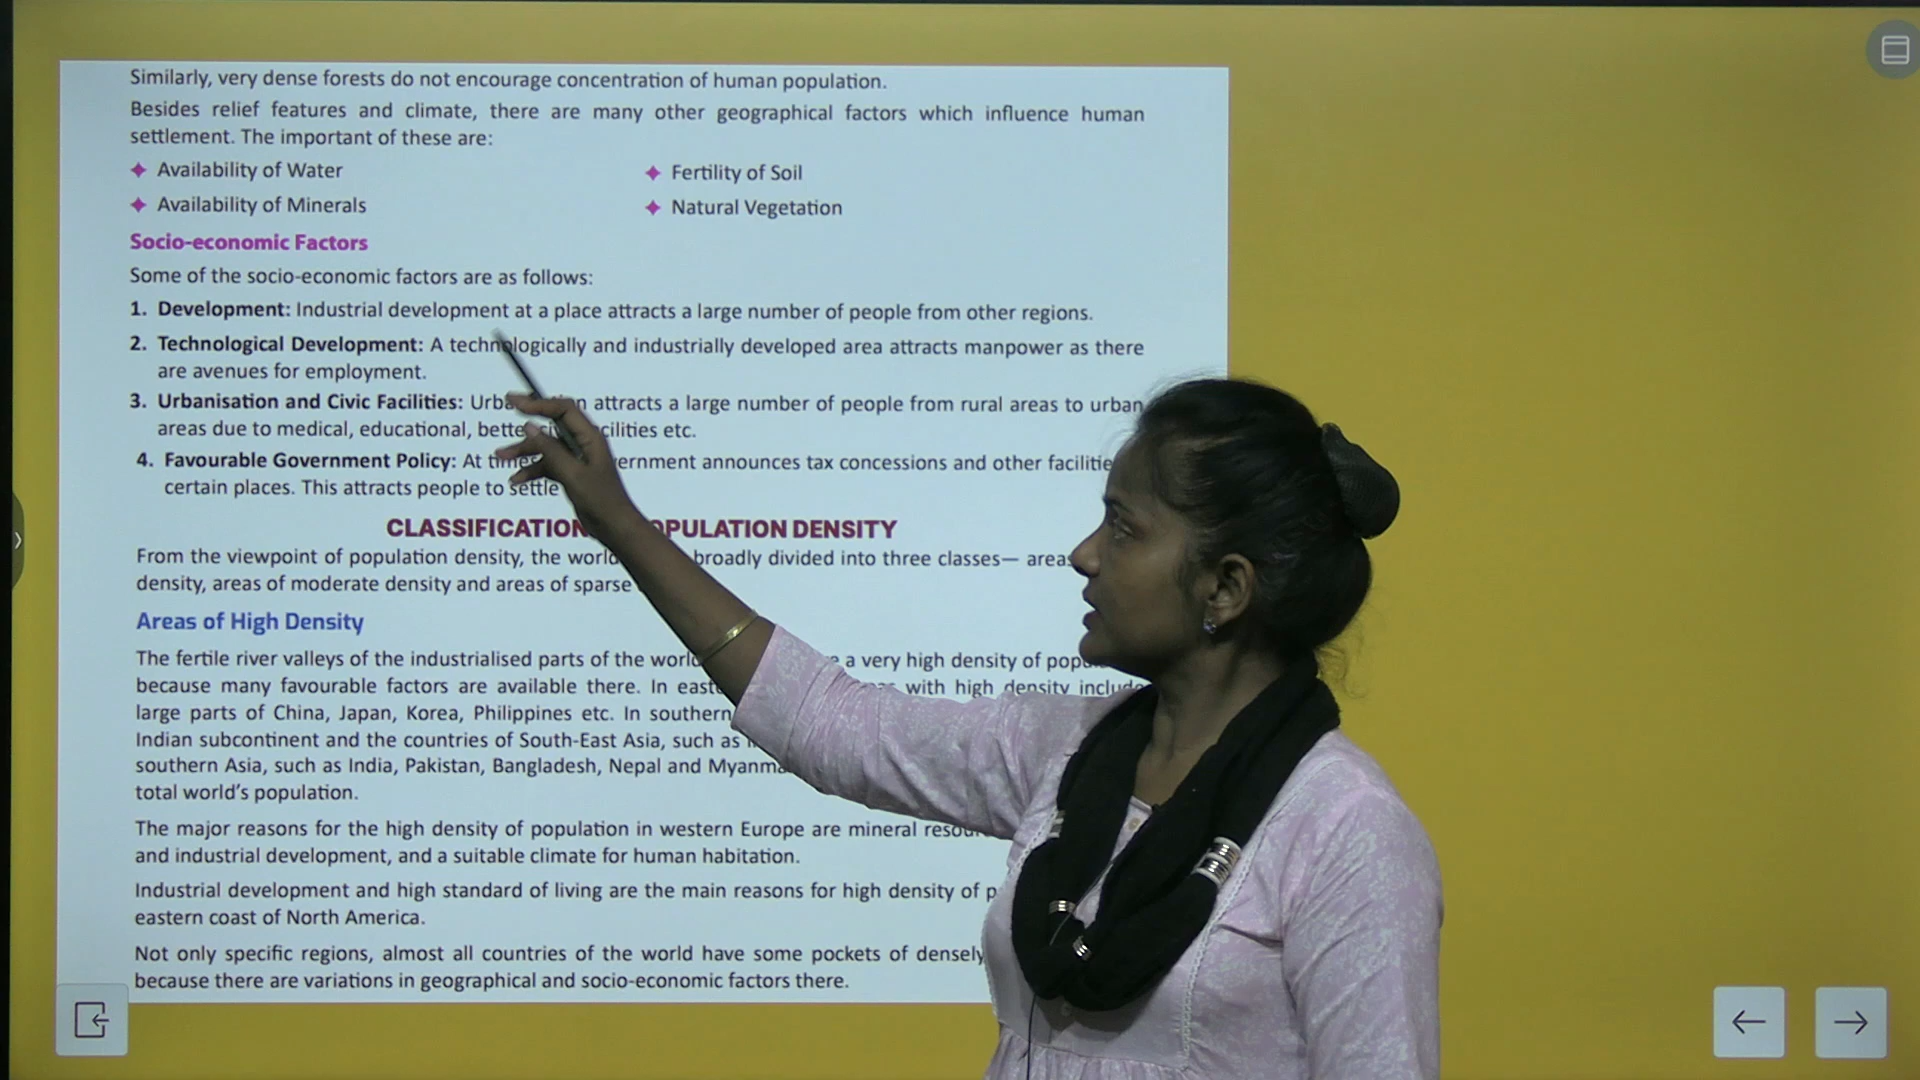 Similarly, very dense forests do not encourage concentration of human population.
Besides relief features and climate, there are many other geographical factors which influence human
settlement. The important of these are:
✦ Availability of Water
✦ Fertility of Soil
✦ Availability of Minerals
✦ Natural Vegetation
Socio-economic Factors
Some of the socio-economic factors are as follows:
1. Development: Industrial development at a place attracts a large number of people from other regions.
2. Technological Development: A technologically and industrially developed area attracts manpower as there
are avenues for employment.
3. Urbanisation and Civic Facilities: attracts a large number of people from rural areas to urban
areas due to medical, educational, etc.
4. Favourable Government Policy: At announces tax concessions and other
certain places. This attracts people to settle
CLASSIFICATION POPULATION DENSITY
From the viewpoint of population density, the broadly divided into three classes—
density, areas of moderate density and areas of sparse
Areas of High Density
The fertile river valleys of the industrialised parts of the a very high density of
because many favourable factors are available there. In with high density include
large parts of China, Japan, Korea, Philippines etc. In southern
Indian subcontinent and the countries of South-East Asia, such as
southern Asia, such as India, Pakistan, Bangladesh, Nepal and
total world's population.
The major reasons for the high density of population in western Europe are mineral
and industrial development, and a suitable climate for human habitation.
Industrial development and high standard of living are the main reasons for high density of
eastern coast of North America.
Not only specific regions, almost all countries of the world have some pockets of densely
because there are variations in geographical and socio-economic factors there.